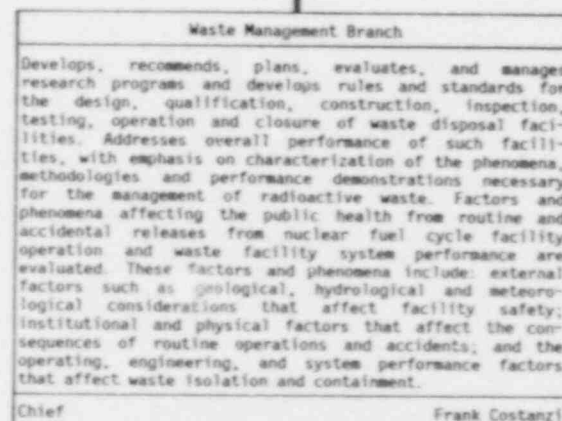 Waste Management Branch
Develops, recommends, plans, evaluates, and manages
research programs and develops rules and standards for
the design, qualification, construction, inspection,
testing, operation and closure of waste disposal faci-
lities. Addresses overall performance of such facili-
ties, with emphasis on characterization of the phenomena,
methodologies and performance demonstrations necessary
for the management of radioactive waste. Factors and
phenomena affecting the public health from routine and
accidental releases from nuclear fuel cycle facility
operation and waste facility system performance are
evaluated. These factors and phenomena include: external
factors such as geological, hydrological and meteoro-
logical considerations that affect facility safety;
institutional and physical factors that affect the con-
sequences of routine operations and accidents; and the
operating, engineering, and system performance factors
that affect waste isolation and containment.
Chief Frank Costanzi